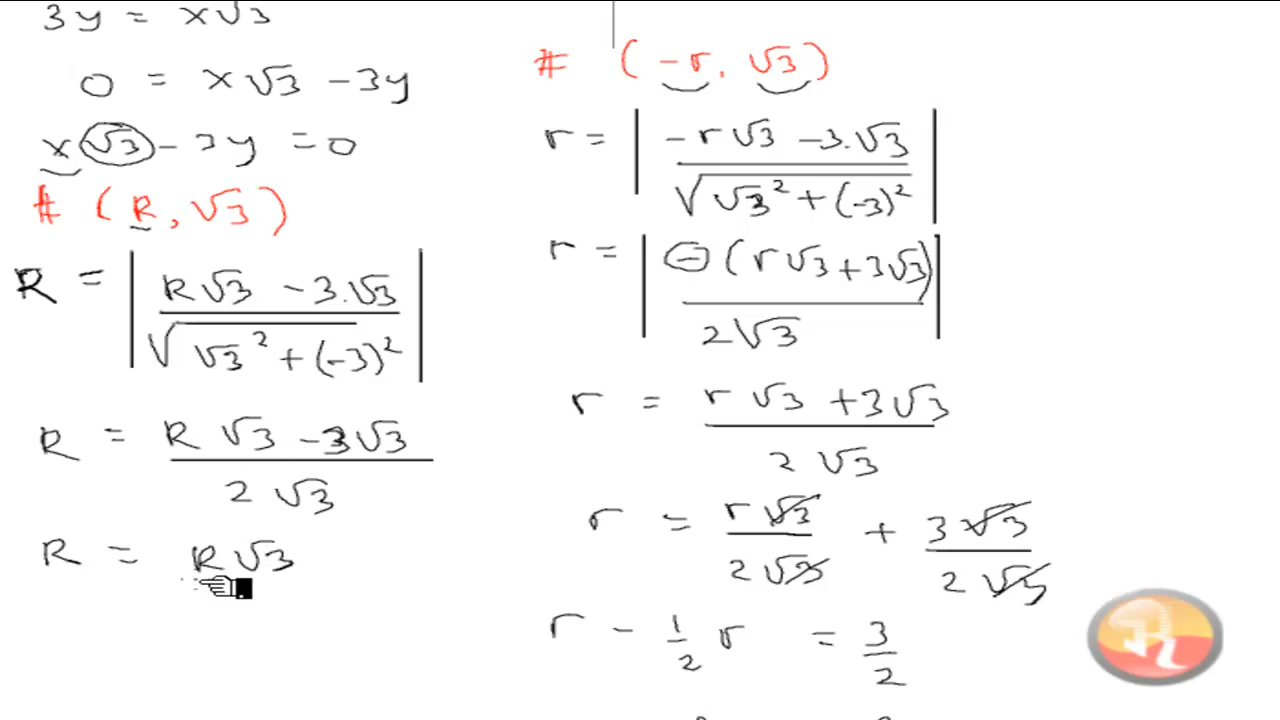 3y = x√3
0 = x√3 - 3y
x√3 - 3y = 0
# (R, √3)
R = | (R√3 - 3.√3) / √(√3² + (-3)²) |
R = (R√3 - 3√3) / (2√3)
R = R√3
# (-r, √3)
r = | (-r√3 - 3.√3) / √(√3² + (-3)²) |
r = | -(r√3 + 3√3) / (2√3) |
r = (r√3 + 3√3) / (2√3)
r = r√3 / (2√3) + 3√3 / (2√3)
r - 1/2 r = 3/2